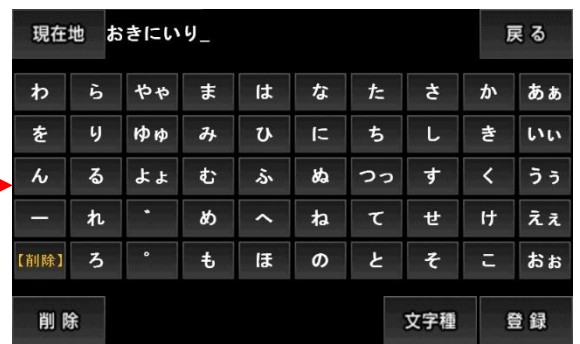 現在地 おきにいり_ 戻る
わ ら やゃ ま は な た さ か あぁ
を り ゆゅ み ひ に ち し き いぃ
ん る よょ む ふ ぬ つっ す く うぅ
ー れ ゛ め へ ね て せ け えぇ
【削除】 ろ ゜ も ほ の と そ こ おぉ
削除 文字種 登録